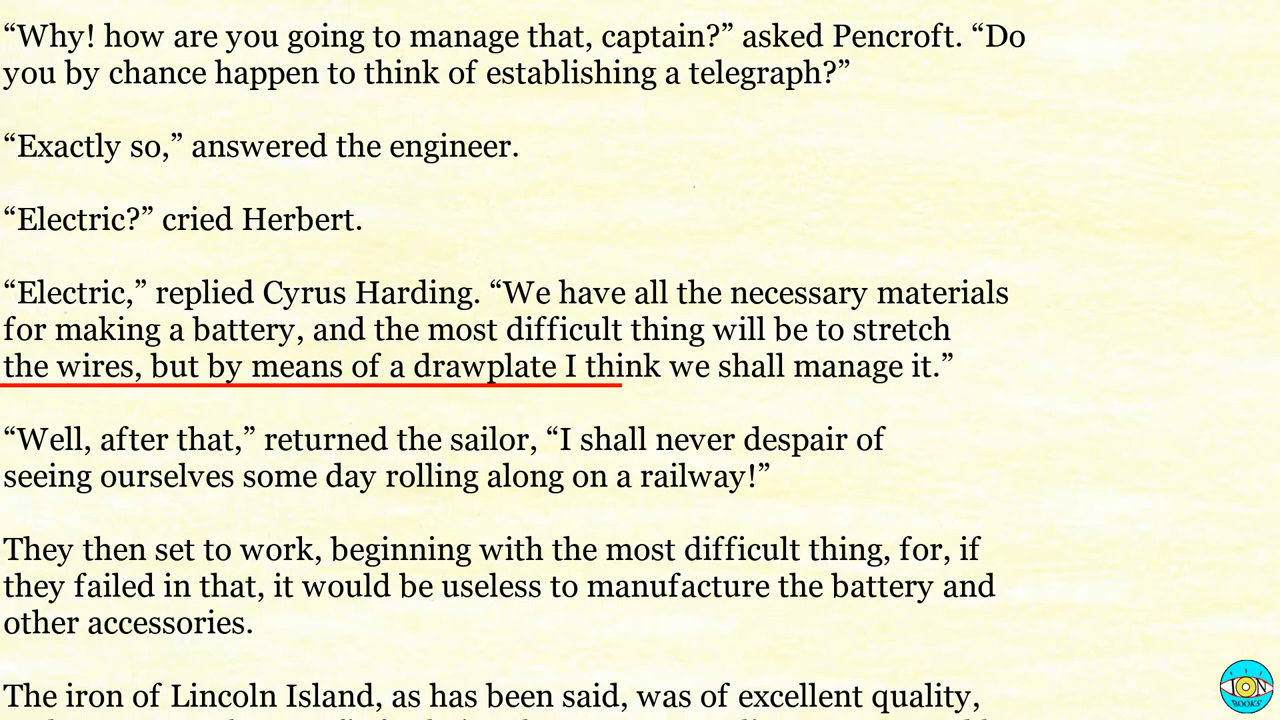 “Why! how are you going to manage that, captain?” asked Pencroft. “Do
you by chance happen to think of establishing a telegraph?”
“Exactly so,” answered the engineer.
“Electric?” cried Herbert.
“Electric,” replied Cyrus Harding. “We have all the necessary materials
for making a battery, and the most difficult thing will be to stretch
the wires, but by means of a drawplate I think we shall manage it.”
“Well, after that,” returned the sailor, “I shall never despair of
seeing ourselves some day rolling along on a railway!”
They then set to work, beginning with the most difficult thing, for, if
they failed in that, it would be useless to manufacture the battery and
other accessories.
The iron of Lincoln Island, as has been said, was of excellent quality,
I
ION
BOOKS